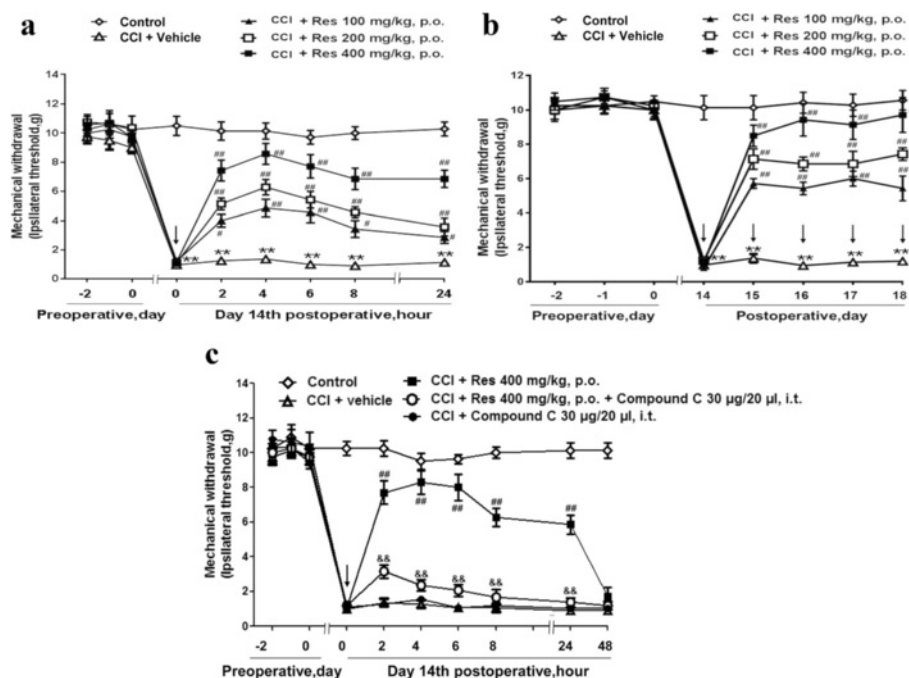 a
Control
CCI + Vehicle
CCI + Res 100 mg/kg, p.o.
CCI + Res 200 mg/kg, p.o.
CCI + Res 400 mg/kg, p.o.
Mechanical withdrawal
(Ipsllateral threshold,g)
14
12
10
8
6
4
2
0
## ## ## ## ##
## ## ## ## ##
# ## ## # #
** ** ** ** ** **
-2 0 0 2 4 6 8 24
Preoperative,day Day 14th postoperative,hour
b
CCI + Vehicle
Control
CCI + Res 100 mg/kg, p.o.
CCI + Res 200 mg/kg, p.o.
CCI + Res 400 mg/kg, p.o.
Mechanical withdrawal
(Ipsllateral threshold,g)
12
10
8
6
4
2
0
## ## ## ##
## ## ## ##
## ## ## ##
** ** ** ** **
-2 -1 0 14 15 16 17 18
Preoperative,day Postoperative,day
c
Control
CCI + vehicle
CCI + Res 400 mg/kg, p.o.
CCI + Res 400 mg/kg, p.o. + Compound C 30 µg/20 µl, i.t.
CCI + Compound C 30 µg/20 µl, i.t.
Mechanical withdrawal
(Ipsllateral threshold,g)
14
12
10
8
6
4
2
0
## ## ## ## ##
&& && && && &&
-2 0 0 2 4 6 8 24 48
Preoperative,day Day 14th postoperative,hour